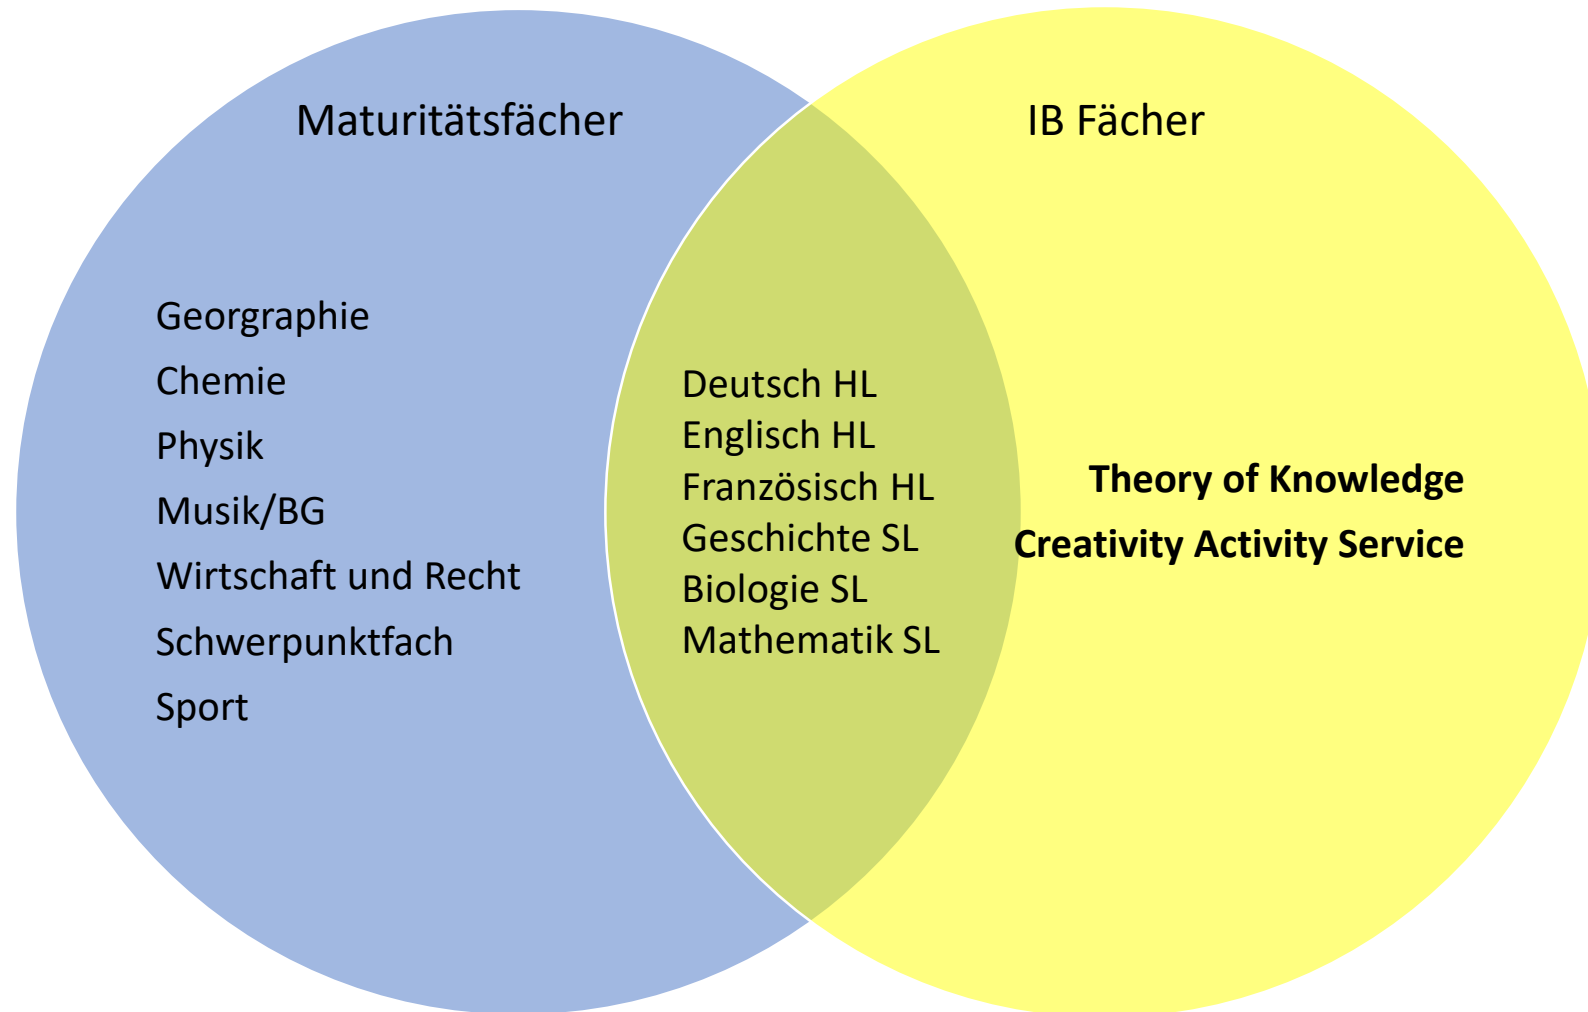 Maturitätsfächer
IB Fächer
Georgraphie
Chemie
Physik
Musik/BG
Wirtschaft und Recht
Schwerpunktfach
Sport
Deutsch HL
Englisch HL
Französisch HL
Geschichte SL
Biologie SL
Mathematik SL
Theory of Knowledge
Creativity Activity Service